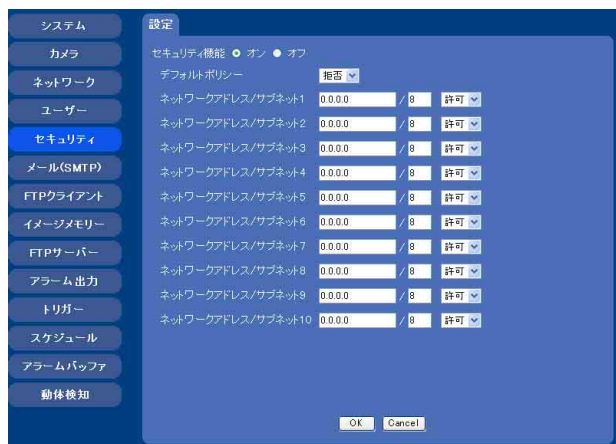 システム
カメラ
ネットワーク
ユーザー
セキュリティ
メール(SMTP)
FTPクライアント
イメージメモリー
FTPサーバー
アラーム出力
トリガー
スケジュール
アラームバッファ
動体検知
設定
セキュリティ機能 オン オフ
デフォルトポリシー 拒否
ネットワークアドレス/サブネット1 0.0.0.0 / 8 許可
ネットワークアドレス/サブネット2 0.0.0.0 / 8 許可
ネットワークアドレス/サブネット3 0.0.0.0 / 8 許可
ネットワークアドレス/サブネット4 0.0.0.0 / 8 許可
ネットワークアドレス/サブネット5 0.0.0.0 / 8 許可
ネットワークアドレス/サブネット6 0.0.0.0 / 8 許可
ネットワークアドレス/サブネット7 0.0.0.0 / 8 許可
ネットワークアドレス/サブネット8 0.0.0.0 / 8 許可
ネットワークアドレス/サブネット9 0.0.0.0 / 8 許可
ネットワークアドレス/サブネット10 0.0.0.0 / 8 許可
OK Cancel